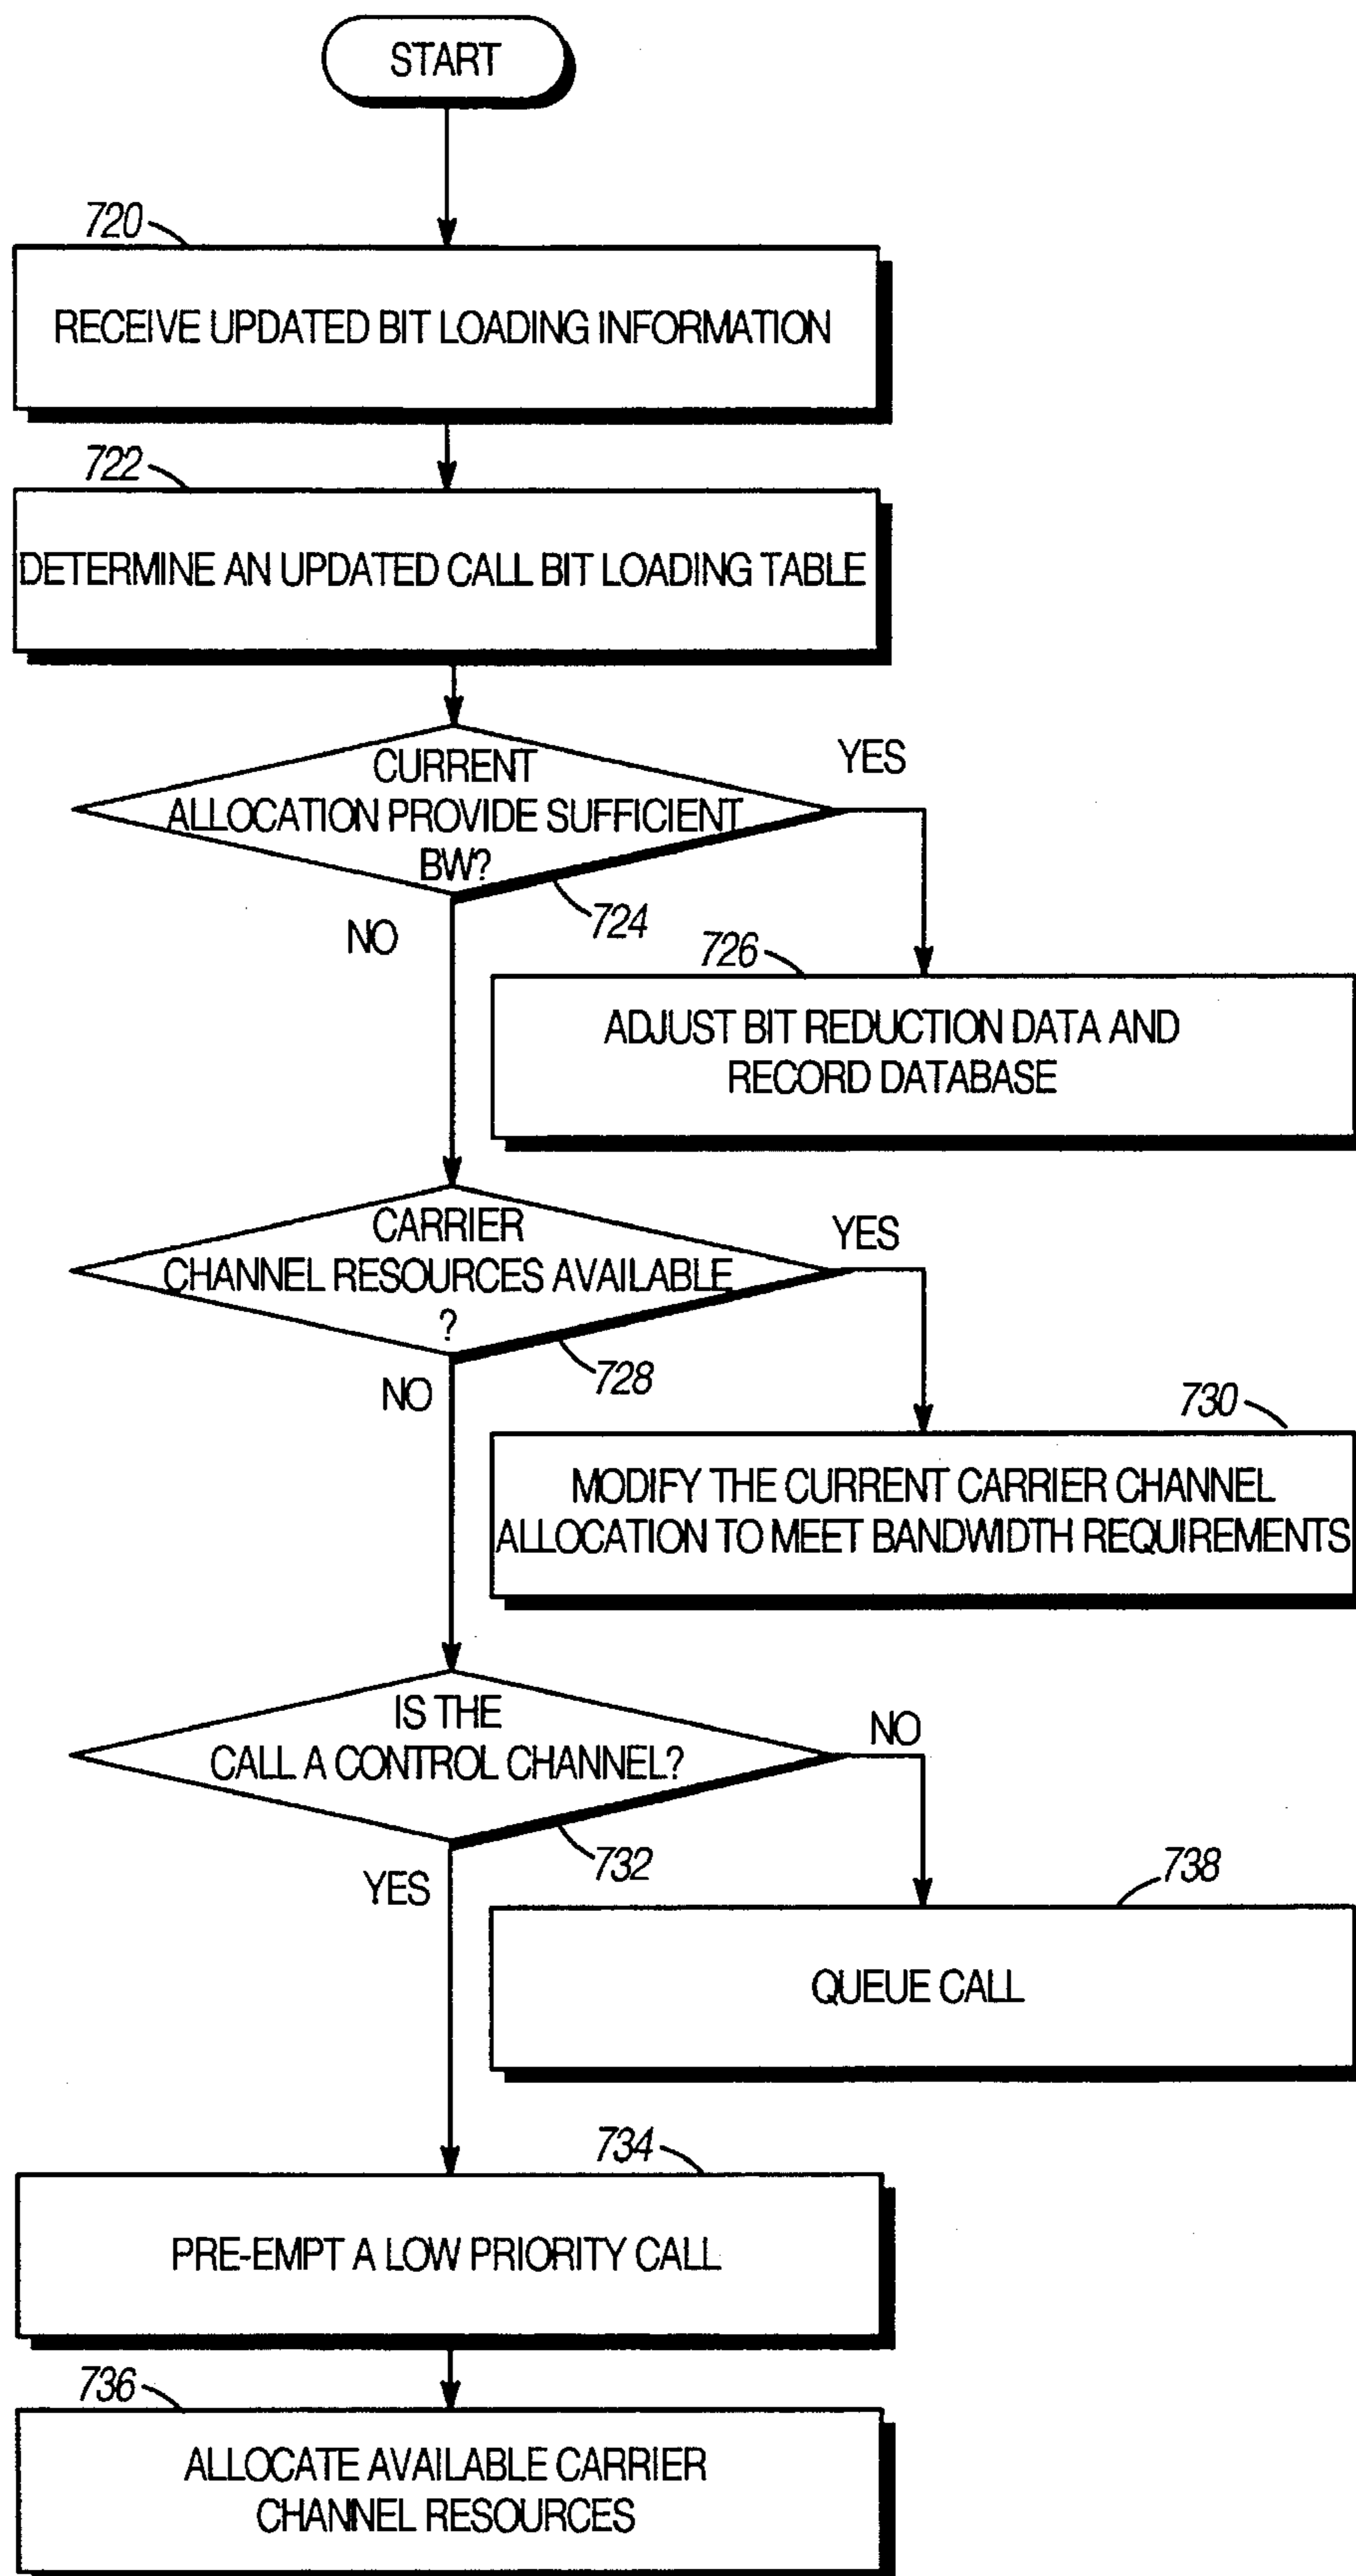 START
720
RECEIVE UPDATED BIT LOADING INFORMATION
722
DETERMINE AN UPDATED CALL BIT LOADING TABLE
CURRENT
ALLOCATION PROVIDE SUFFICIENT
BW?
YES
724
NO
726
ADJUST BIT REDUCTION DATA AND
RECORD DATABASE
CARRIER
CHANNEL RESOURCES AVAILABLE
?
YES
728
NO
730
MODIFY THE CURRENT CARRIER CHANNEL
ALLOCATION TO MEET BANDWIDTH REQUIREMENTS
IS THE
CALL A CONTROL CHANNEL?
NO
732
YES
738
QUEUE CALL
734
PRE-EMPT A LOW PRIORITY CALL
736
ALLOCATE AVAILABLE CARRIER
CHANNEL RESOURCES